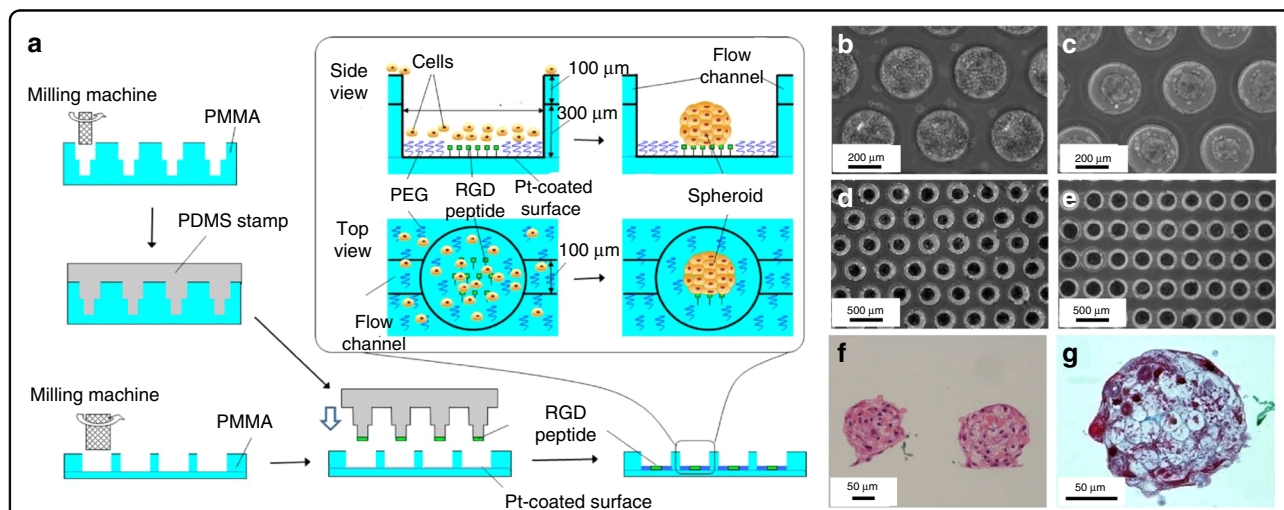 a
Milling machine
PMMA
PDMS stamp
Milling machine
PMMA
Side
view
Cells
100 µm
300 µm
Flow
channel
PEG
RGD
peptide
Pt-coated
surface
Spheroid
Top
view
100 µm
Flow
channel
RGD
peptide
Pt-coated surface
b
200 µm
c
200 µm
d
500 µm
e
500 µm
f
50 µm
g
50 µm